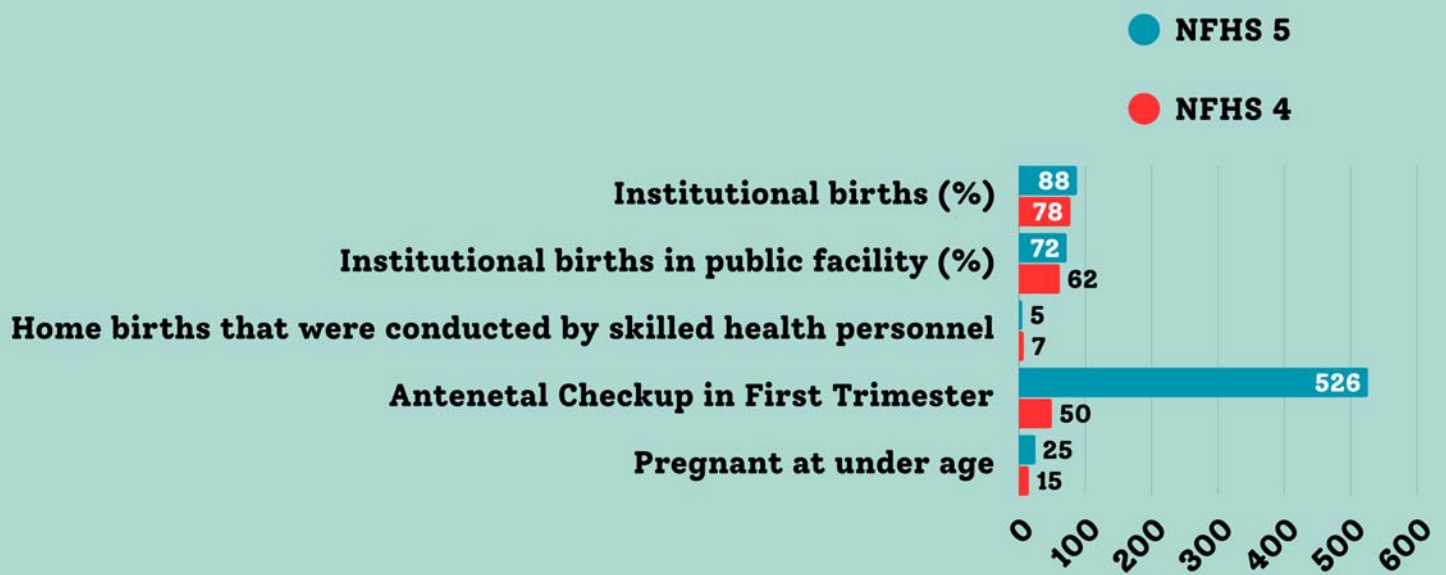 NFHS 5
NFHS 4
Institutional births (%)
88
78
Institutional births in public facility (%)
72
62
Home births that were conducted by skilled health personnel
5
7
Antenetal Checkup in First Trimester
526
50
Pregnant at under age
25
15
0 100 200 300 400 500 600